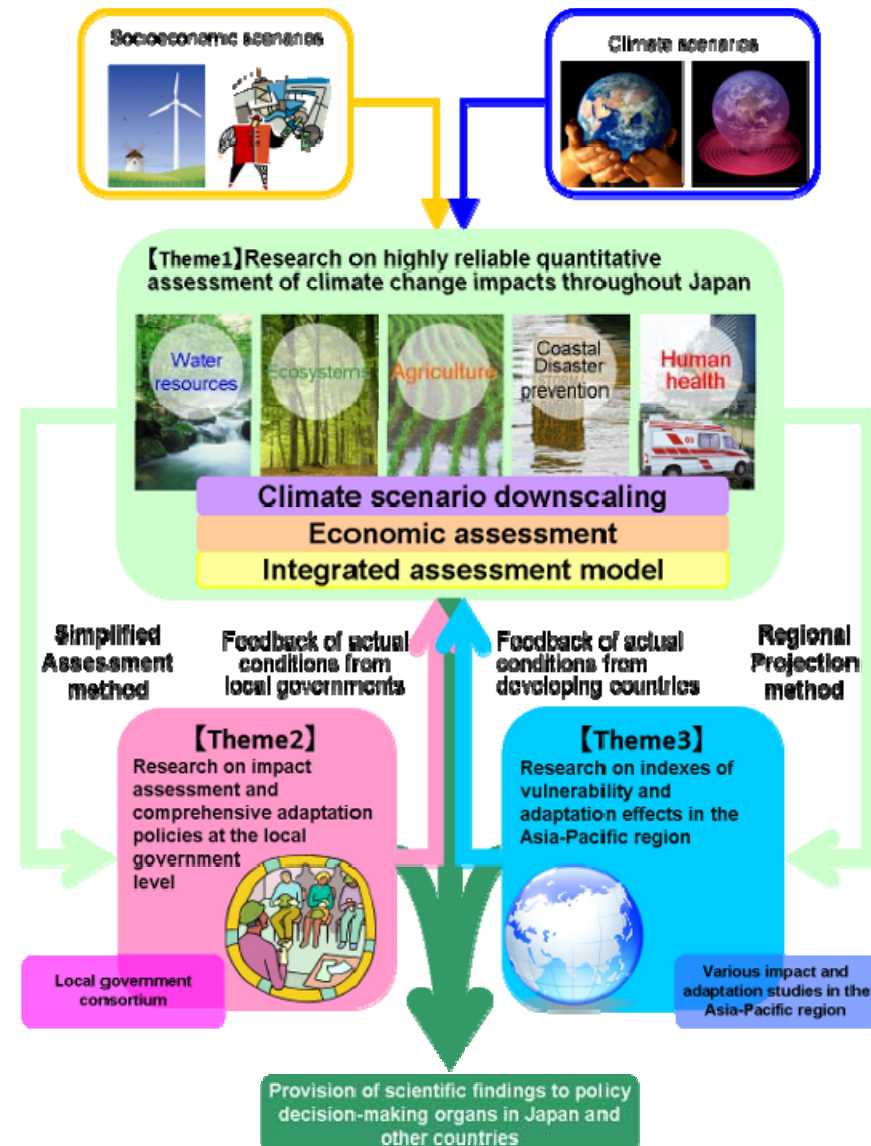 Socioeconomic scenarios
Climate scenarios
【Theme1】Research on highly reliable quantitative
assessment of climate change impacts throughout Japan
Water
resources
Ecosystems
Agriculture
Coastal
Disaster
prevention
Human
health
Climate scenario downscaling
Economic assessment
Integrated assessment model
Simplified
Assessment
method
Feedback of actual
conditions from
local governments
Feedback of actual
conditions from
developing countries
Regional
Projection
method
【Theme2】
Research on impact
assessment and
comprehensive adaptation
policies at the local
government
level
【Theme3】
Research on indexes of
vulnerability and
adaptation effects in the
Asia-Pacific region
Local government
consortium
Various impact and
adaptation studies in the
Asia-Pacific region
Provision of scientific findings to policy
decision-making organs in Japan and
other countries